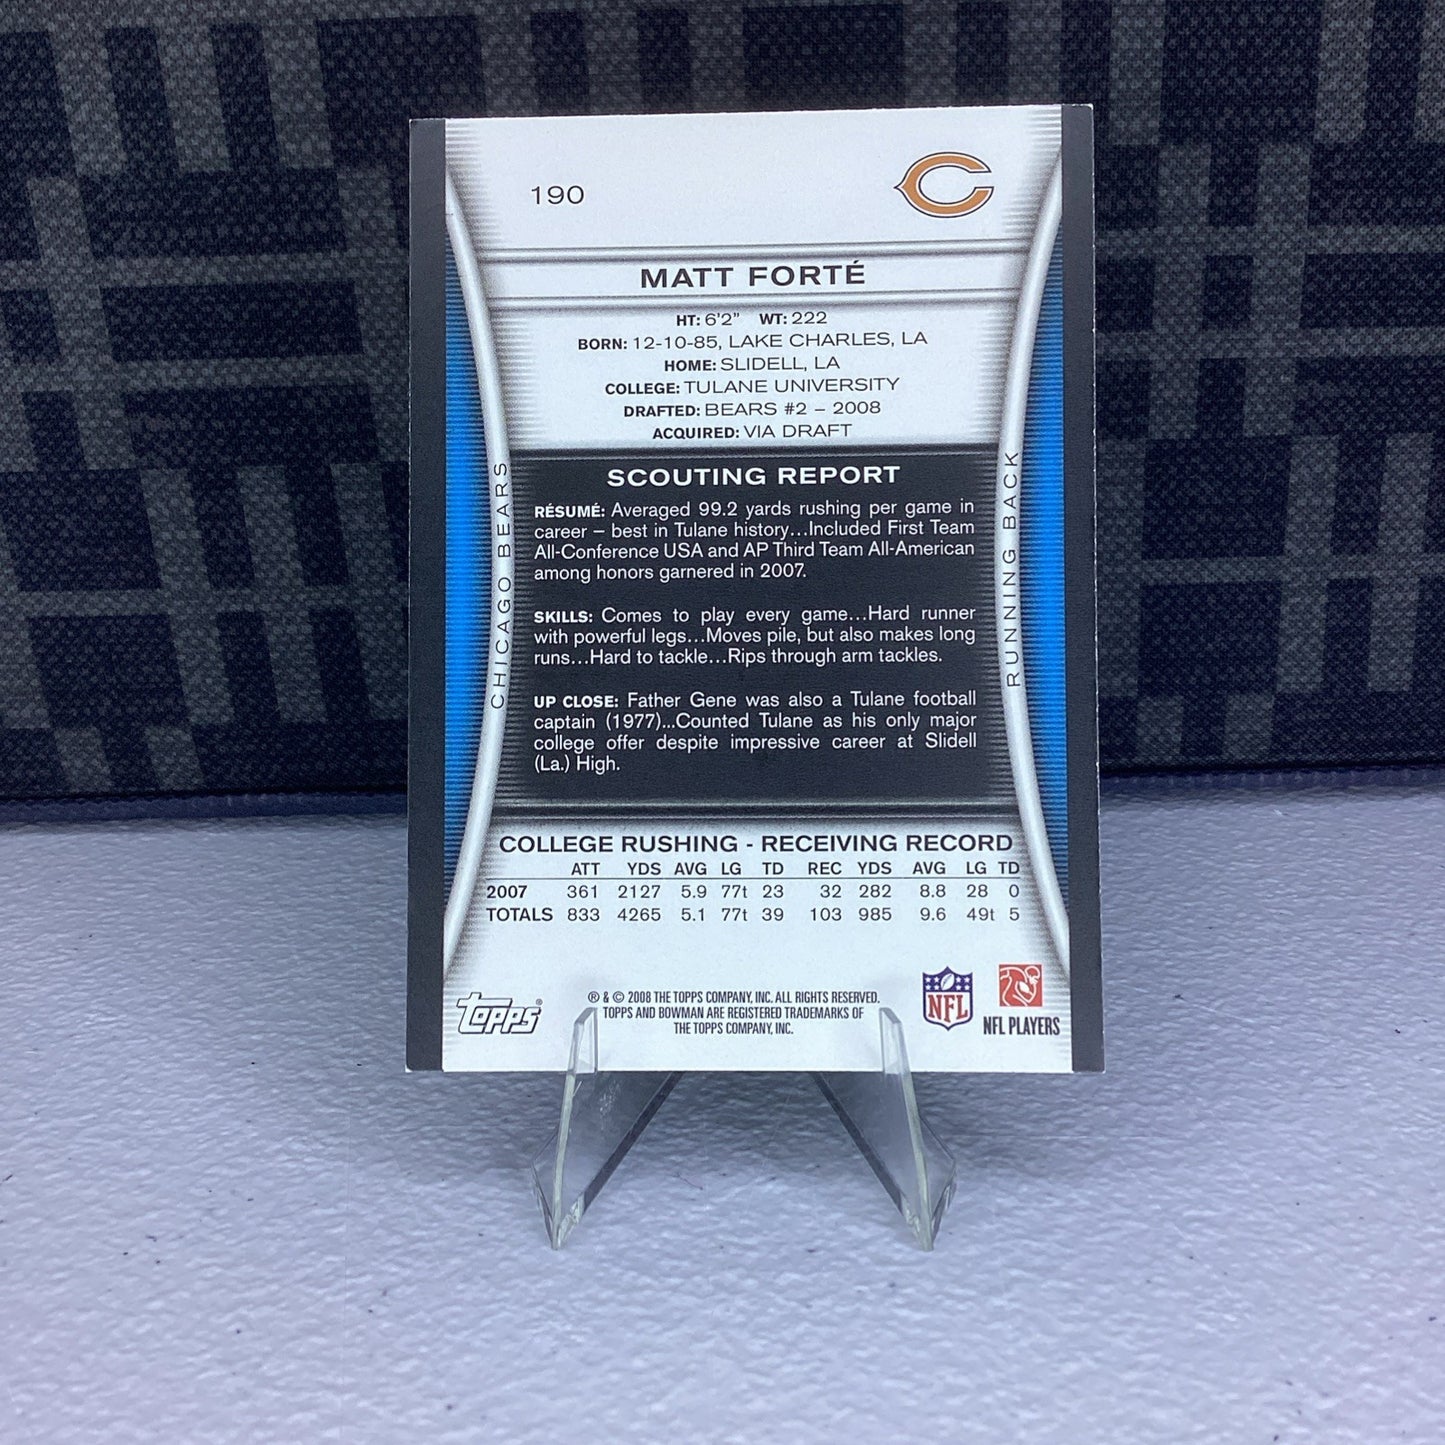 190
MATT FORTÉ
HT: 6'2" WT: 222
BORN: 12-10-85, LAKE CHARLES, LA
HOME: SLIDELL, LA
COLLEGE: TULANE UNIVERSITY
DRAFTED: BEARS #2 – 2008
ACQUIRED: VIA DRAFT
CHICAGO BEARS
RUNNING BACK
SCOUTING REPORT
RÉSUMÉ: Averaged 99.2 yards rushing per game in
career – best in Tulane history...Included First Team
All-Conference USA and AP Third Team All-American
among honors garnered in 2007.
SKILLS: Comes to play every game...Hard runner
with powerful legs...Moves pile, but also makes long
runs...Hard to tackle...Rips through arm tackles.
UP CLOSE: Father Gene was also a Tulane football
captain (1977)...Counted Tulane as his only major
college offer despite impressive career at Slidell
(La.) High.
COLLEGE RUSHING - RECEIVING RECORD
ATT YDS AVG LG TD REC YDS AVG LG TD
2007 361 2127 5.9 77t 23 32 282 8.8 28 0
TOTALS 833 4265 5.1 77t 39 103 985 9.6 49t 5
Topps®
® & © 2008 THE TOPPS COMPANY, INC. ALL RIGHTS RESERVED.
TOPPS AND BOWMAN ARE REGISTERED TRADEMARKS OF
THE TOPPS COMPANY, INC.
NFL
NFL PLAYERS